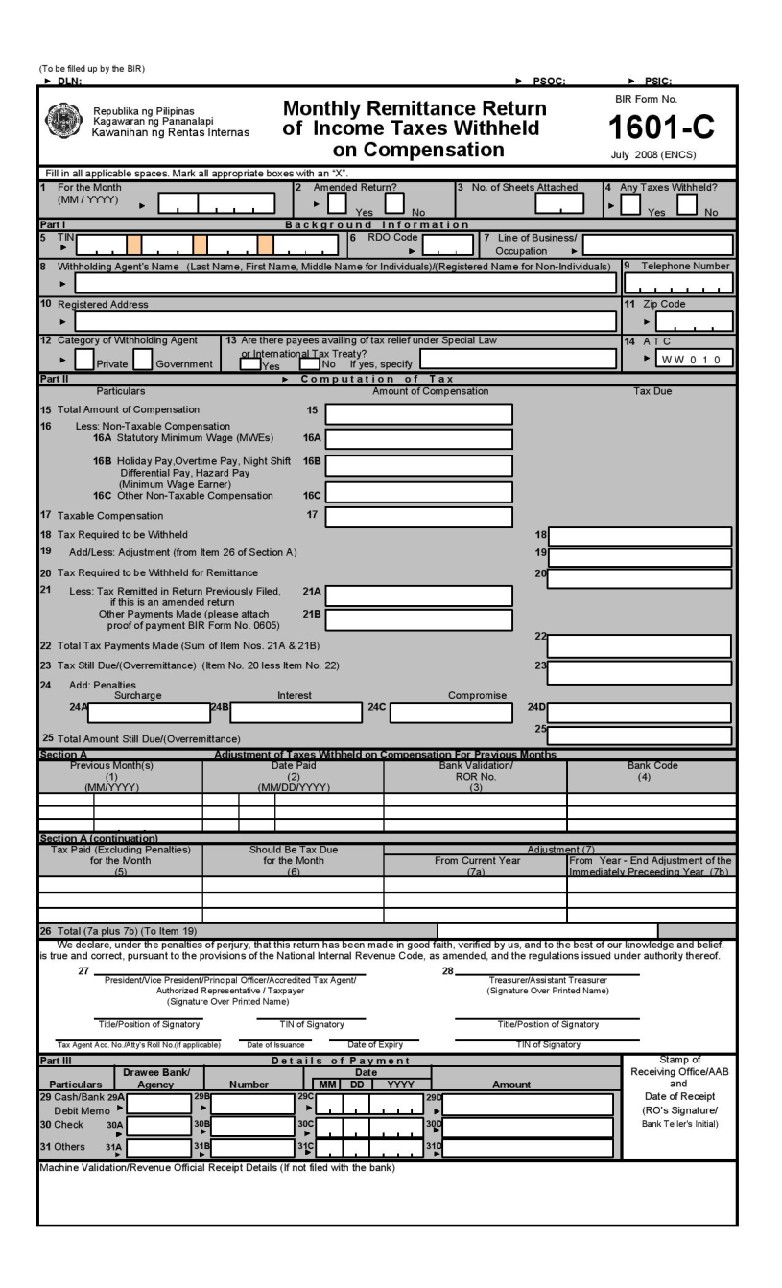 (To be filled up by the BIR)
► DLN: ► PSOC: ► PSIC:
Republika ng Pilipinas
Kagawaran ng Pananalapi
Kawanihan ng Rentas Internas
Monthly Remittance Return
of Income Taxes Withheld
on Compensation
BIR Form No.
1601-C
July 2008 (ENCS)
Fill in all applicable spaces. Mark all appropriate boxes with an "X".
1 For the Month
(MM / YYYY) ►
2 Amended Return?
► Yes No
3 No. of Sheets Attached
4 Any Taxes Withheld?
► Yes No
Part I Background Information
5 TIN ►
6 RDO Code ►
7 Line of Business/
Occupation ►
8 Withholding Agent's Name (Last Name, First Name, Middle Name for Individuals)/(Registered Name for Non-Individuals)
►
9 Telephone Number
10 Registered Address
►
11 Zip Code
►
12 Category of Withholding Agent
► Private Government
13 Are there payees availing of tax relief under Special Law
or International Tax Treaty?
Yes No If yes, specify
14 A T C
► W W 0 1 0
Part II ► Computation of Tax
Particulars Amount of Compensation Tax Due
15 Total Amount of Compensation 15
16 Less: Non-Taxable Compensation
16A Statutory Minimum Wage (MWEs) 16A
16B Holiday Pay,Overtime Pay, Night Shift 16B
Differential Pay, Hazard Pay
(Minimum Wage Earner)
16C Other Non-Taxable Compensation 16C
17 Taxable Compensation 17
18 Tax Required to be Withheld 18
19 Add/Less: Adjustment (from Item 26 of Section A) 19
20 Tax Required to be Withheld for Remittance 20
21 Less: Tax Remitted in Return Previously Filed, 21A
if this is an amended return
Other Payments Made (please attach 21B
proof of payment BIR Form No. 0605)
22 Total Tax Payments Made (Sum of Item Nos. 21A & 21B) 22
23 Tax Still Due/(Overremittance) (Item No. 20 less Item No. 22) 23
24 Add: Penalties
Surcharge Interest Compromise
24A 24B 24C 24D
25 Total Amount Still Due/(Overremittance) 25
Section A Adjustment of Taxes Withheld on Compensation For Previous Months
Previous Month(s)
(1)
(MM/YYYY)
Date Paid
(2)
(MM/DD/YYYY)
Bank Validation/
ROR No.
(3)
Bank Code
(4)
Section A (continuation)
Tax Paid (Excluding Penalties)
for the Month
(5)
Should Be Tax Due
for the Month
(6)
Adjustment (7)
From Current Year
(7a)
From Year - End Adjustment of the
Immediately Preceeding Year (7b)
26 Total (7a plus 7b) (To Item 19)
We declare, under the penalties of perjury, that this return has been made in good faith, verified by us, and to the best of our knowledge and belief
is true and correct, pursuant to the provisions of the National Internal Revenue Code, as amended, and the regulations issued under authority thereof.
27
President/Vice President/Principal Officer/Accredited Tax Agent/
Authorized Representative / Taxpayer
(Signature Over Printed Name)
28
Treasurer/Assistant Treasurer
(Signature Over Printed Name)
Title/Position of Signatory TIN of Signatory Title/Position of Signatory
Tax Agent Acc. No./Atty's Roll No.(if applicable) Date of Issuance Date of Expiry TIN of Signatory
Part III Details of Payment
Particulars
Drawee Bank/
Agency
Number
Date
MM DD YYYY
Amount
Stamp of
Receiving Office/AAB
and
Date of Receipt
(RO's Signature/
Bank Teller's Initial)
29 Cash/Bank 29A 29B 29C 29D
Debit Memo ► ► ► ►
30 Check 30A 30B 30C 30D
► ► ► ►
31 Others 31A 31B 31C 31D
► ► ►
Machine Validation/Revenue Official Receipt Details (If not filed with the bank)